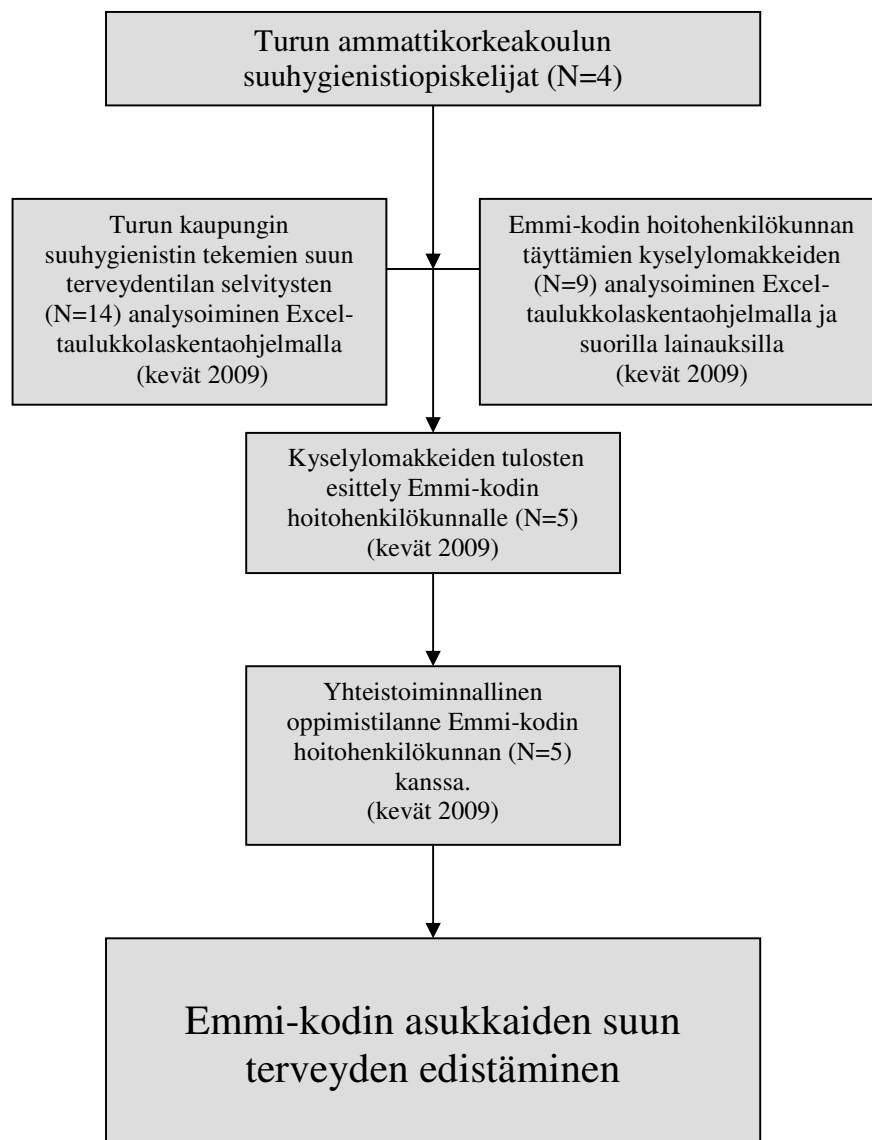 Turun ammattikorkeakoulun
suuhygienistiopiskelijat (N=4)
Turun kaupungin
suuhygienistin tekemien suun
terveydentilan selvitysten
(N=14) analysoiminen Excel-
taulukkolaskentaohjelmalla
(kevät 2009)
Emmi-kodin hoitohenkilökunnan
täyttämien kyselylomakkeiden
(N=9) analysoiminen Excel-
taulukkolaskentaohjelmalla ja
suorilla lainauksilla
(kevät 2009)
Kyselylomakkeiden tulosten
esittely Emmi-kodin
hoitohenkilökunnalle (N=5)
(kevät 2009)
Yhteistoiminnallinen
oppimistilanne Emmi-kodin
hoitohenkilökunnan (N=5)
kanssa.
(kevät 2009)
Emmi-kodin asukkaiden suun
terveyden edistäminen